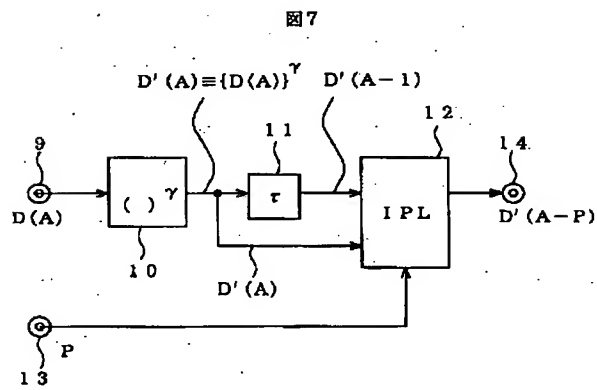 図7
D'(A)≡{D(A)}^γ
D'(A−1)
9
11
12
14
( )^γ
τ
IPL
D(A)
D'(A−P)
10
D'(A)
P
13